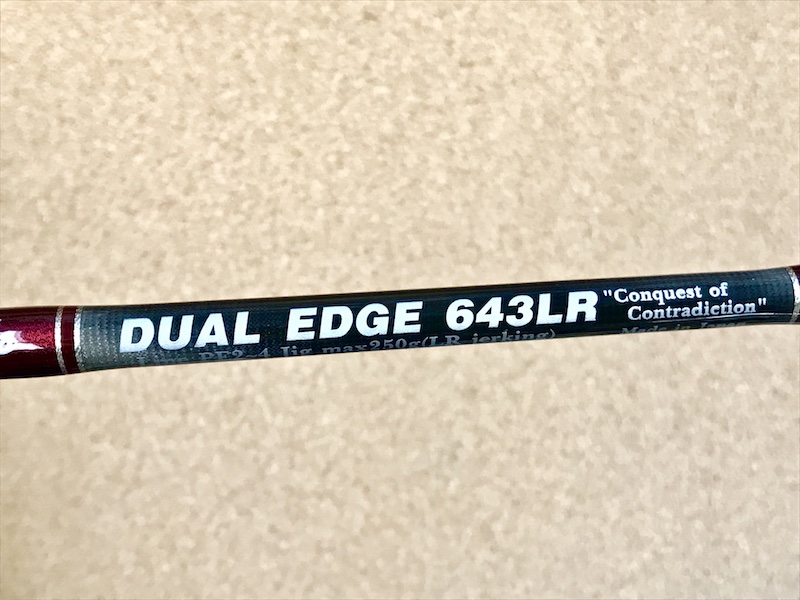 DUAL EDGE 643LR "Conquest of
Contradiction"
PE2-4 Jig max250g(LR jerking)
Made in Japan